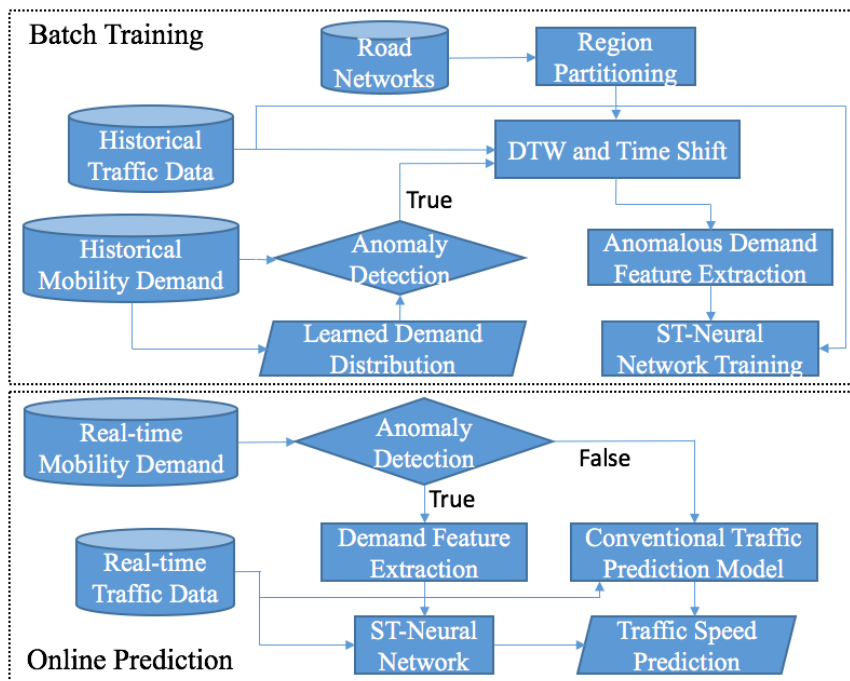 Batch Training
Road
Networks
Region
Partitioning
Historical
Traffic Data
DTW and Time Shift
True
Historical
Mobility Demand
Anomaly
Detection
Anomalous Demand
Feature Extraction
Learned Demand
Distribution
ST-Neural
Network Training
Real-time
Mobility Demand
Anomaly
Detection
False
True
Demand Feature
Extraction
Conventional Traffic
Prediction Model
Real-time
Traffic Data
ST-Neural
Network
Traffic Speed
Prediction
Online Prediction